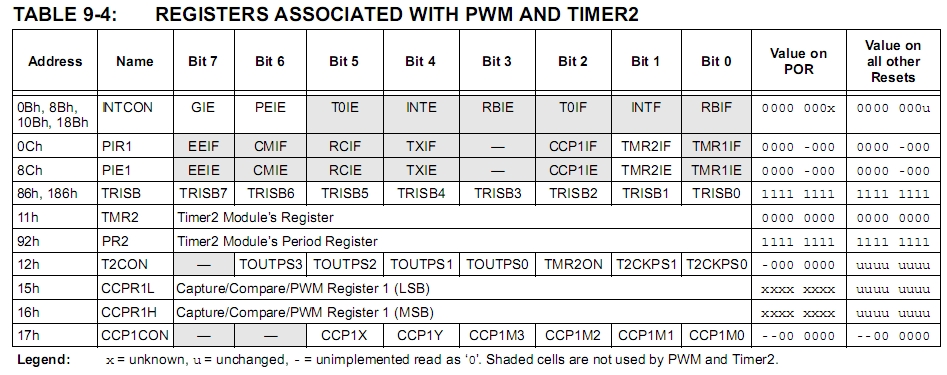 TABLE 9-4: REGISTERS ASSOCIATED WITH PWM AND TIMER2
Address Name Bit 7 Bit 6 Bit 5 Bit 4 Bit 3 Bit 2 Bit 1 Bit 0 Value on POR Value on all other Resets
0Bh, 8Bh, 10Bh, 18Bh INTCON GIE PEIE T0IE INTE RBIE T0IF INTF RBIF 0000 000x 0000 000u
0Ch PIR1 EEIF CMIF RCIF TXIF — CCP1IF TMR2IF TMR1IF 0000 -000 0000 -000
8Ch PIE1 EEIE CMIE RCIE TXIE — CCP1IE TMR2IE TMR1IE 0000 -000 0000 -000
86h, 186h TRISB TRISB7 TRISB6 TRISB5 TRISB4 TRISB3 TRISB2 TRISB1 TRISB0 1111 1111 1111 1111
11h TMR2 Timer2 Module's Register 0000 0000 0000 0000
92h PR2 Timer2 Module's Period Register 1111 1111 1111 1111
12h T2CON — TOUTPS3 TOUTPS2 TOUTPS1 TOUTPS0 TMR2ON T2CKPS1 T2CKPS0 -000 0000 uuuu uuuu
15h CCPR1L Capture/Compare/PWM Register 1 (LSB) xxxx xxxx uuuu uuuu
16h CCPR1H Capture/Compare/PWM Register 1 (MSB) xxxx xxxx uuuu uuuu
17h CCP1CON — — CCP1X CCP1Y CCP1M3 CCP1M2 CCP1M1 CCP1M0 --00 0000 --00 0000
Legend: x = unknown, u = unchanged, - = unimplemented read as '0'. Shaded cells are not used by PWM and Timer2.